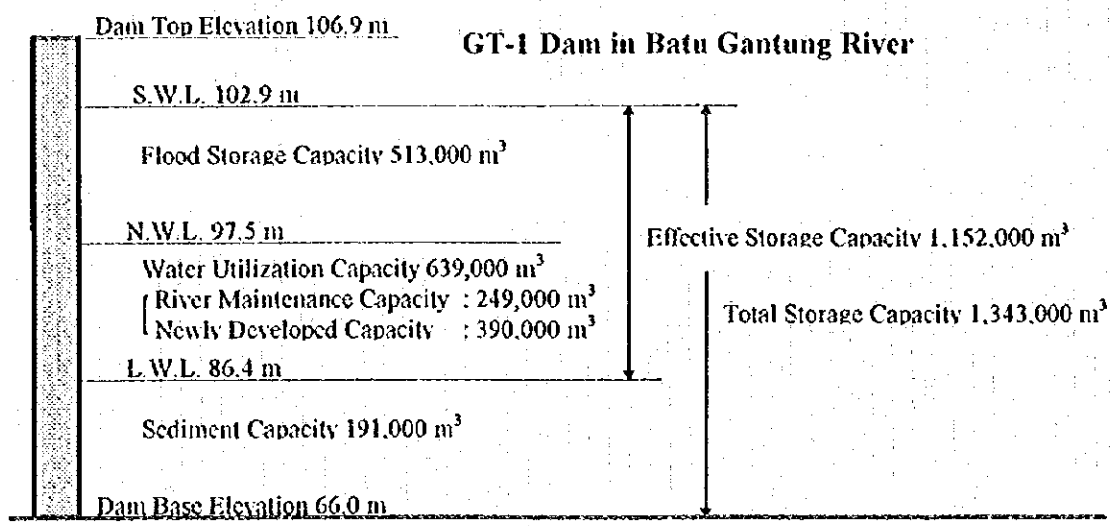 Dam Top Elevation 106.9 m
GT-1 Dam in Batu Gantung River
S.W.L. 102.9 m
Flood Storage Capacity 513,000 m³
N.W.L. 97.5 m
Effective Storage Capacity 1,152,000 m³
Water Utilization Capacity 639,000 m³
River Maintenance Capacity : 249,000 m³
Newly Developed Capacity : 390,000 m³
Total Storage Capacity 1,343,000 m³
L.W.L. 86.4 m
Sediment Capacity 191,000 m³
Dam Base Elevation 66.0 m